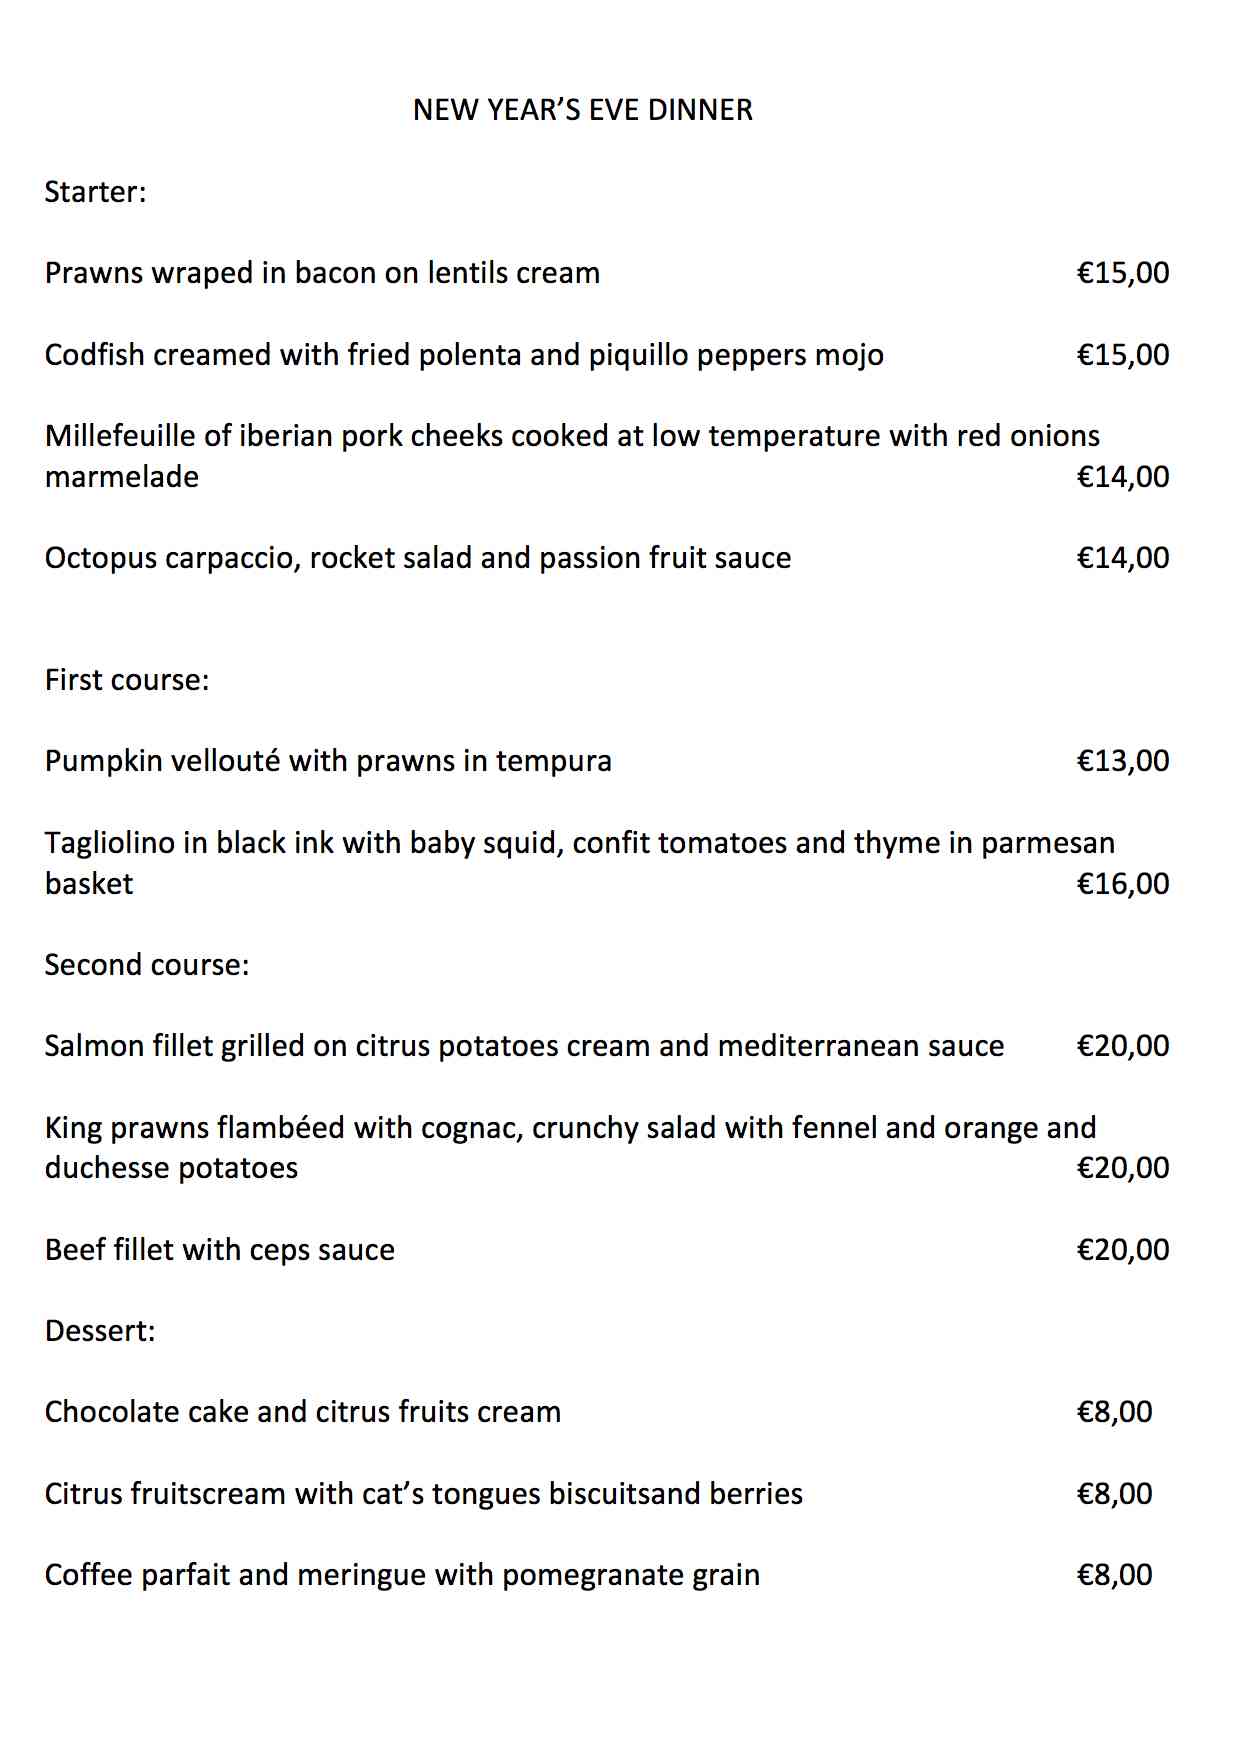 NEW YEAR’S EVE DINNER
Starter:
Prawns wraped in bacon on lentils cream €15,00
Codfish creamed with fried polenta and piquillo peppers mojo €15,00
Millefeuille of iberian pork cheeks cooked at low temperature with red onions
marmelade €14,00
Octopus carpaccio, rocket salad and passion fruit sauce €14,00
First course:
Pumpkin vellouté with prawns in tempura €13,00
Tagliolino in black ink with baby squid, confit tomatoes and thyme in parmesan
basket €16,00
Second course:
Salmon fillet grilled on citrus potatoes cream and mediterranean sauce €20,00
King prawns flambéed with cognac, crunchy salad with fennel and orange and
duchesse potatoes €20,00
Beef fillet with ceps sauce €20,00
Dessert:
Chocolate cake and citrus fruits cream €8,00
Citrus fruitscream with cat’s tongues biscuitsand berries €8,00
Coffee parfait and meringue with pomegranate grain €8,00